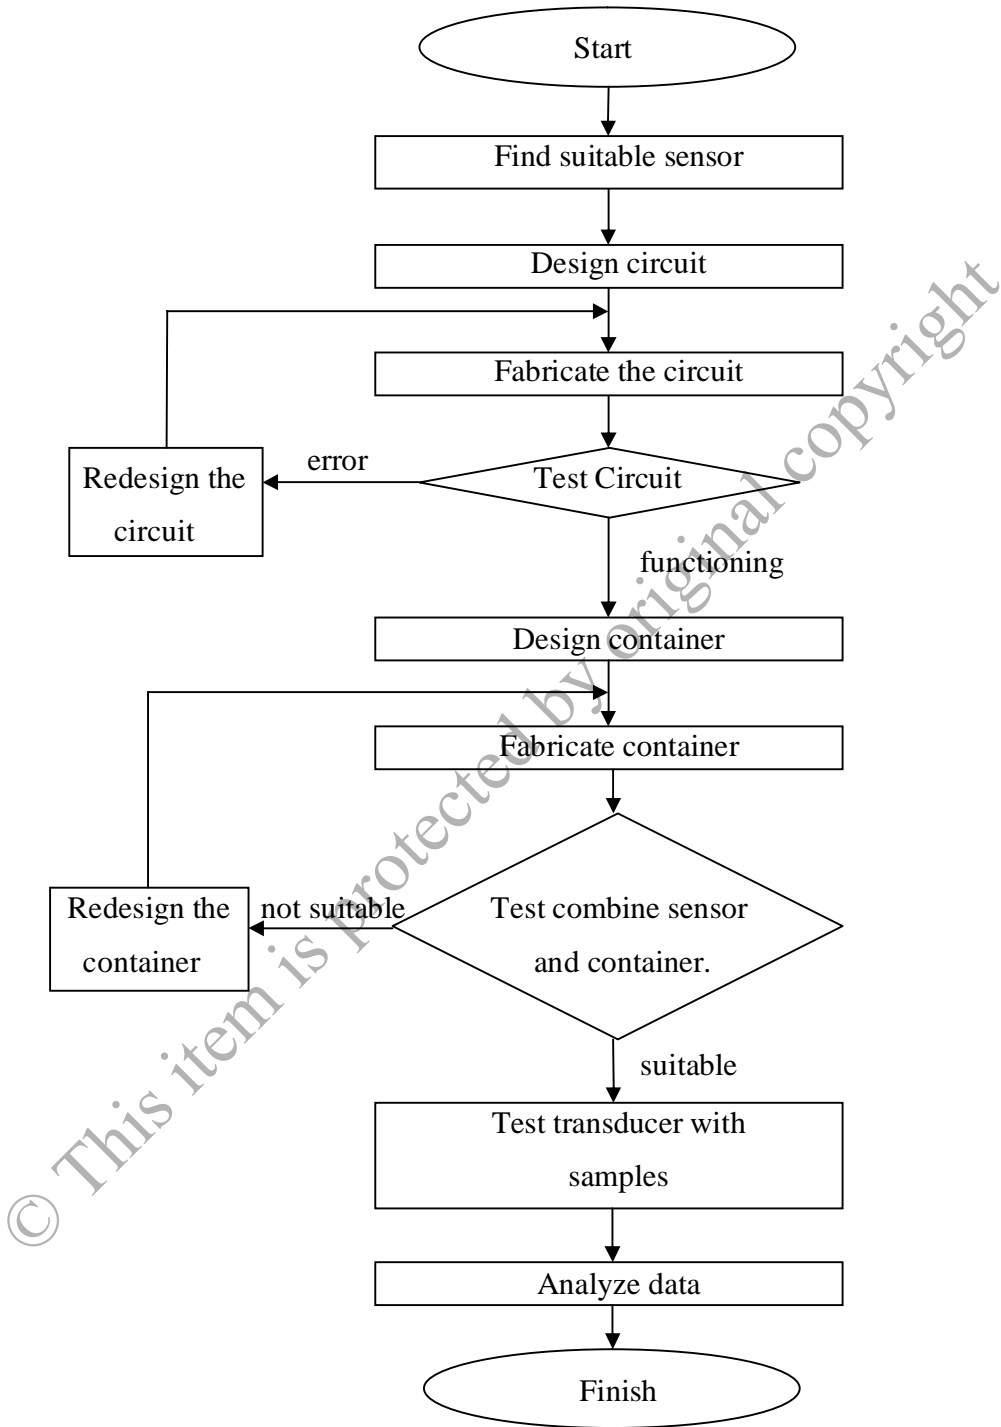 Start
Find suitable sensor
Design circuit
Fabricate the circuit
Test Circuit
error
Redesign the
circuit
functioning
Design container
Fabricate container
Test combine sensor
and container.
not suitable
Redesign the
container
suitable
Test transducer with
samples
Analyze data
Finish
© This item is protected by original copyright